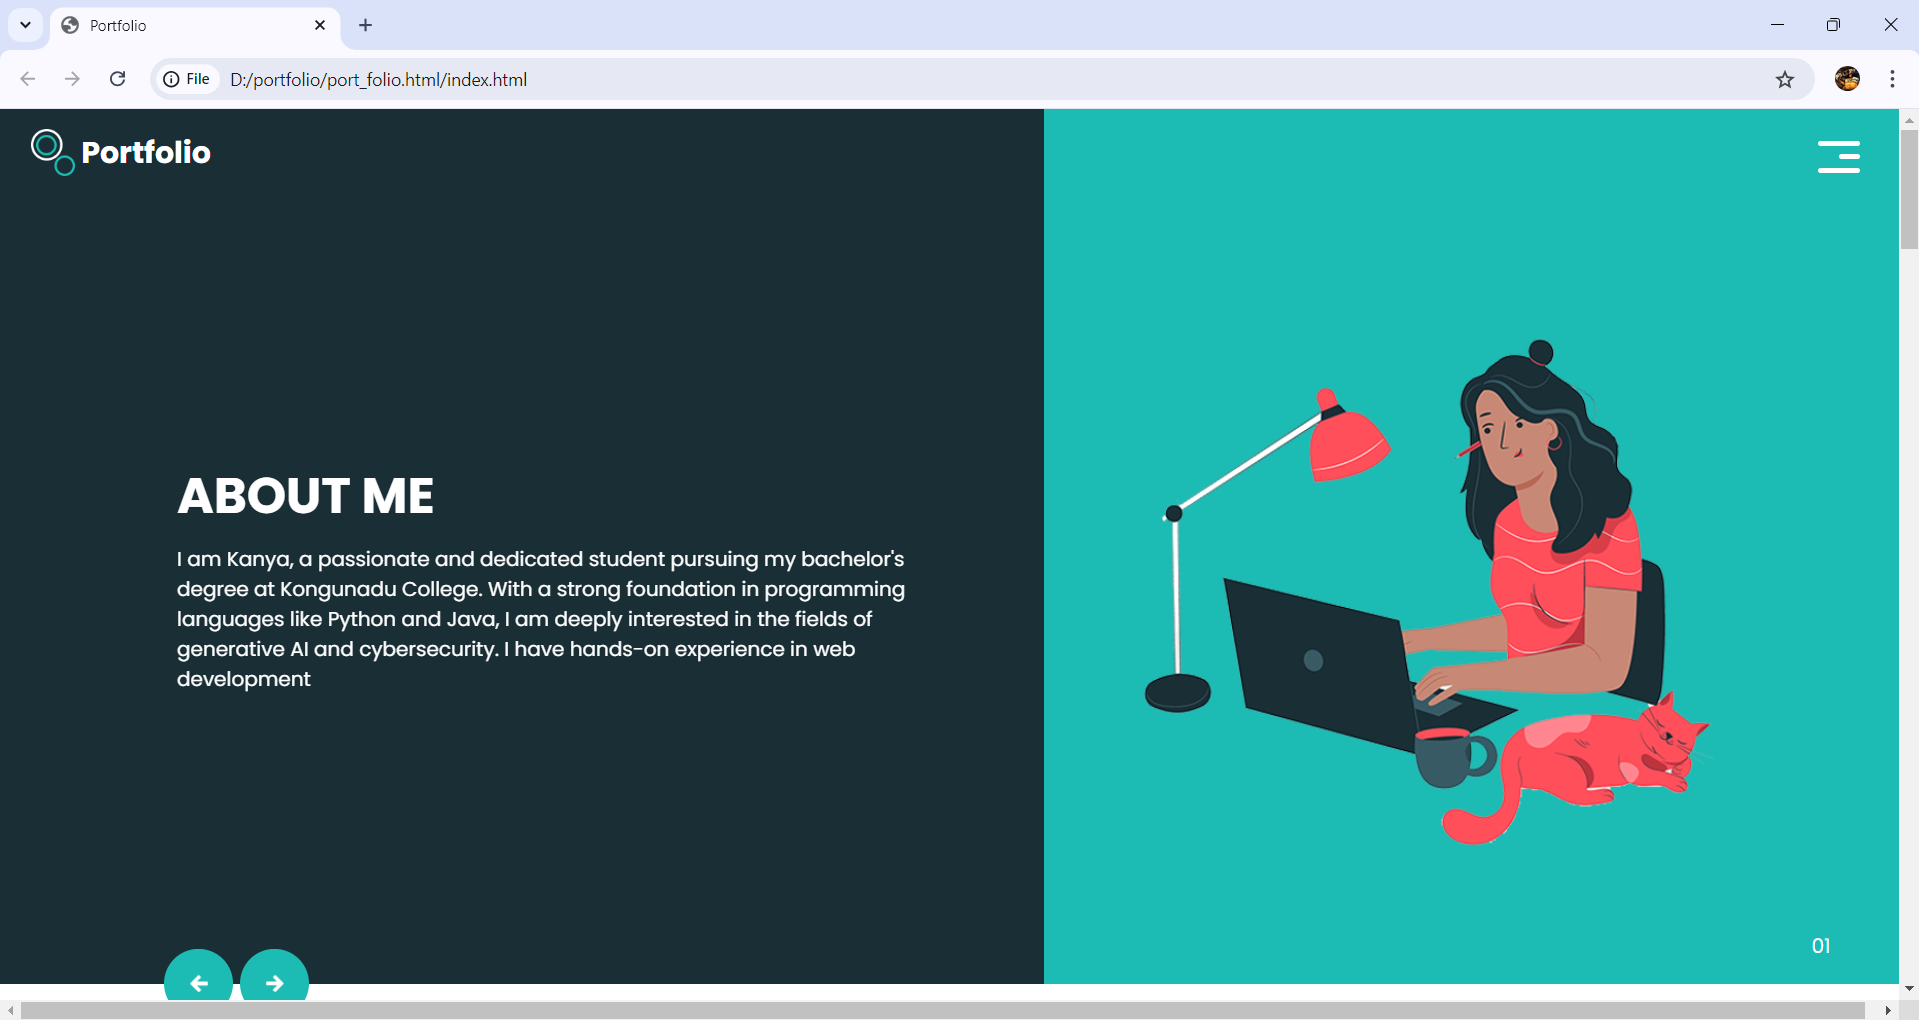 Portfolio
File
D:/portfolio/port_folio.html/index.html
Portfolio
ABOUT ME
I am Kanya, a passionate and dedicated student pursuing my bachelor's
degree at Kongunadu College. With a strong foundation in programming
languages like Python and Java, I am deeply interested in the fields of
generative AI and cybersecurity. I have hands-on experience in web
development
01